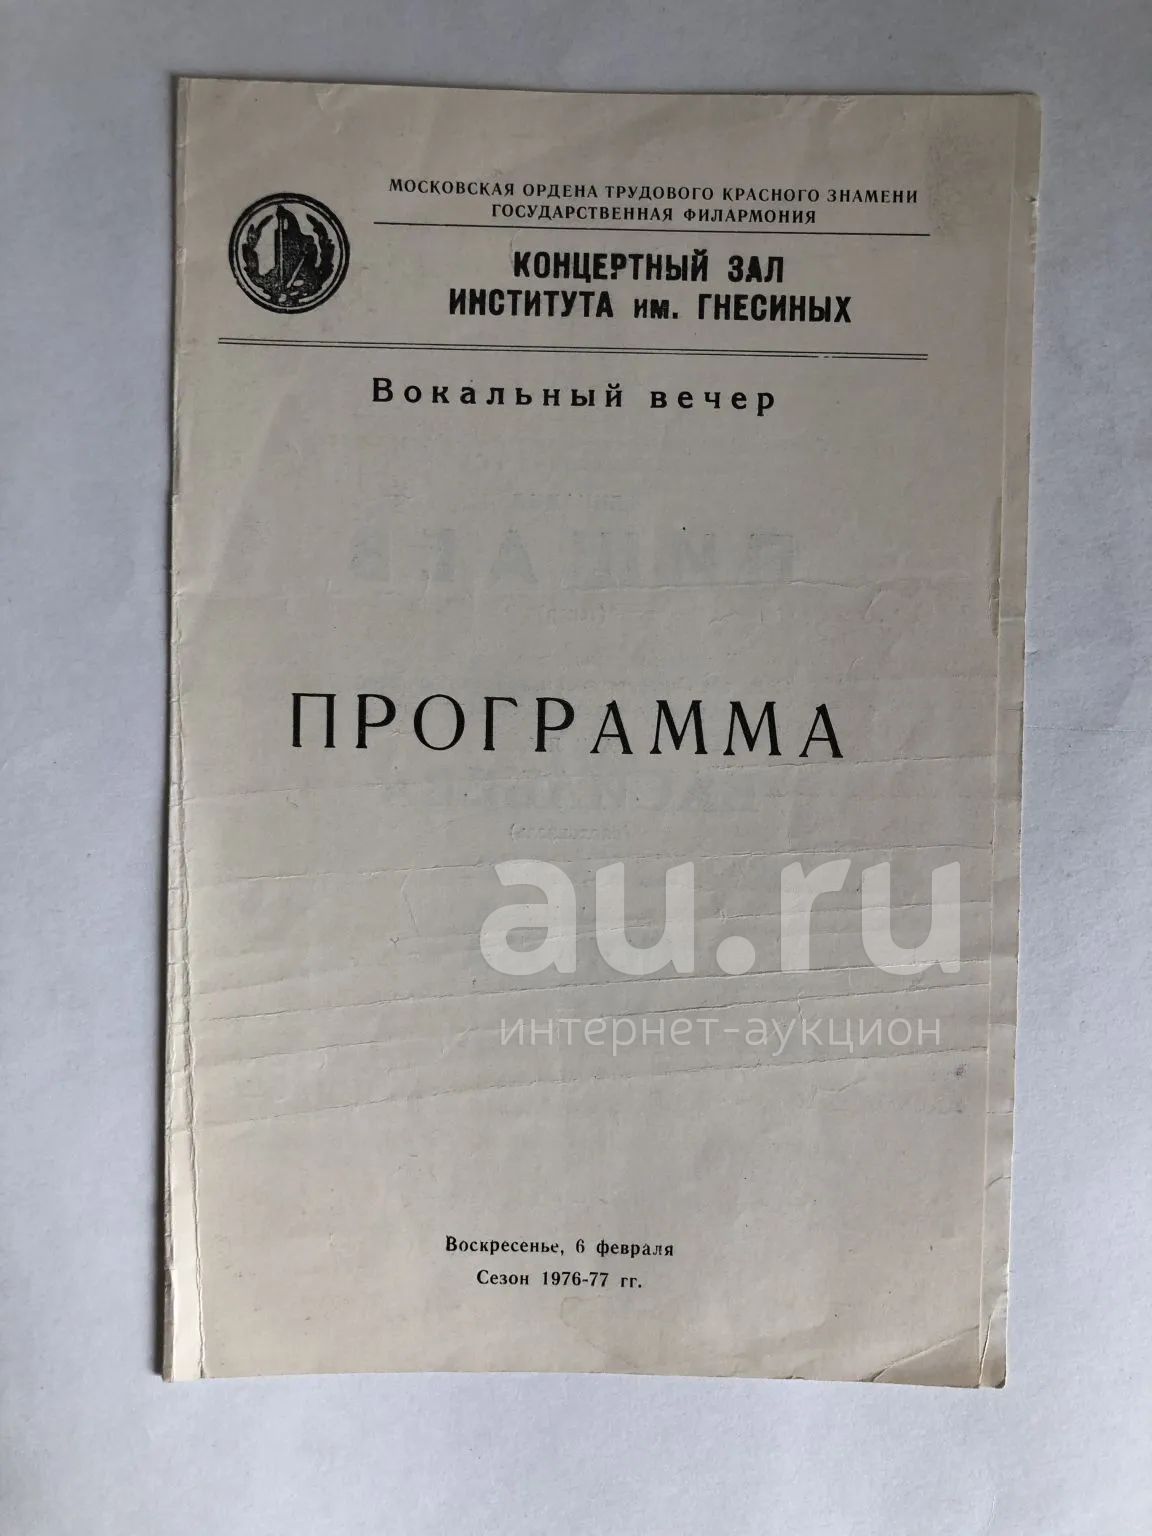 МОСКОВСКАЯ ОРДЕНА ТРУДОВОГО КРАСНОГО ЗНАМЕНИ
ГОСУДАРСТВЕННАЯ ФИЛАРМОНИЯ
КОНЦЕРТНЫЙ ЗАЛ
ИНСТИТУТА им. ГНЕСИНЫХ
Вокальный вечер
ПРОГРАММА
au.ru
интернет-аукцион
Воскресенье, 6 февраля
Сезон 1976-77 гг.